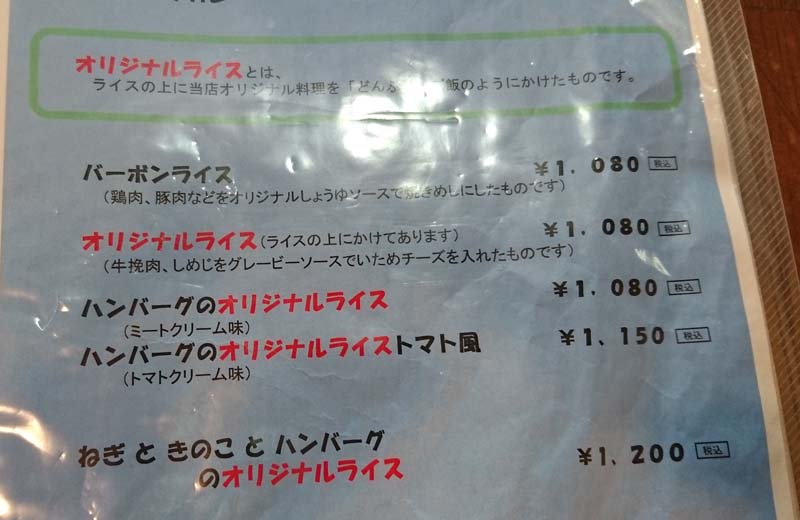 オリジナルライスとは、
ライスの上に当店オリジナル料理を「どんぶ 飯のようにかけたものです。
バーボンライス ¥1,080 税込
(鶏肉、豚肉などをオリジナルしょうゆソースで焼きめしにしたものです)
オリジナルライス(ライスの上にかけてあります) ¥1,080 税込
(牛挽肉、しめじをグレービーソースでいためチーズを入れたものです)
ハンバーグのオリジナルライス ¥1,080 税込
(ミートクリーム味)
ハンバーグのオリジナルライストマト風 ¥1,150 税込
(トマトクリーム味)
ねぎ と きのこ と ハンバーグ
のオリジナルライス ¥1,200 税込